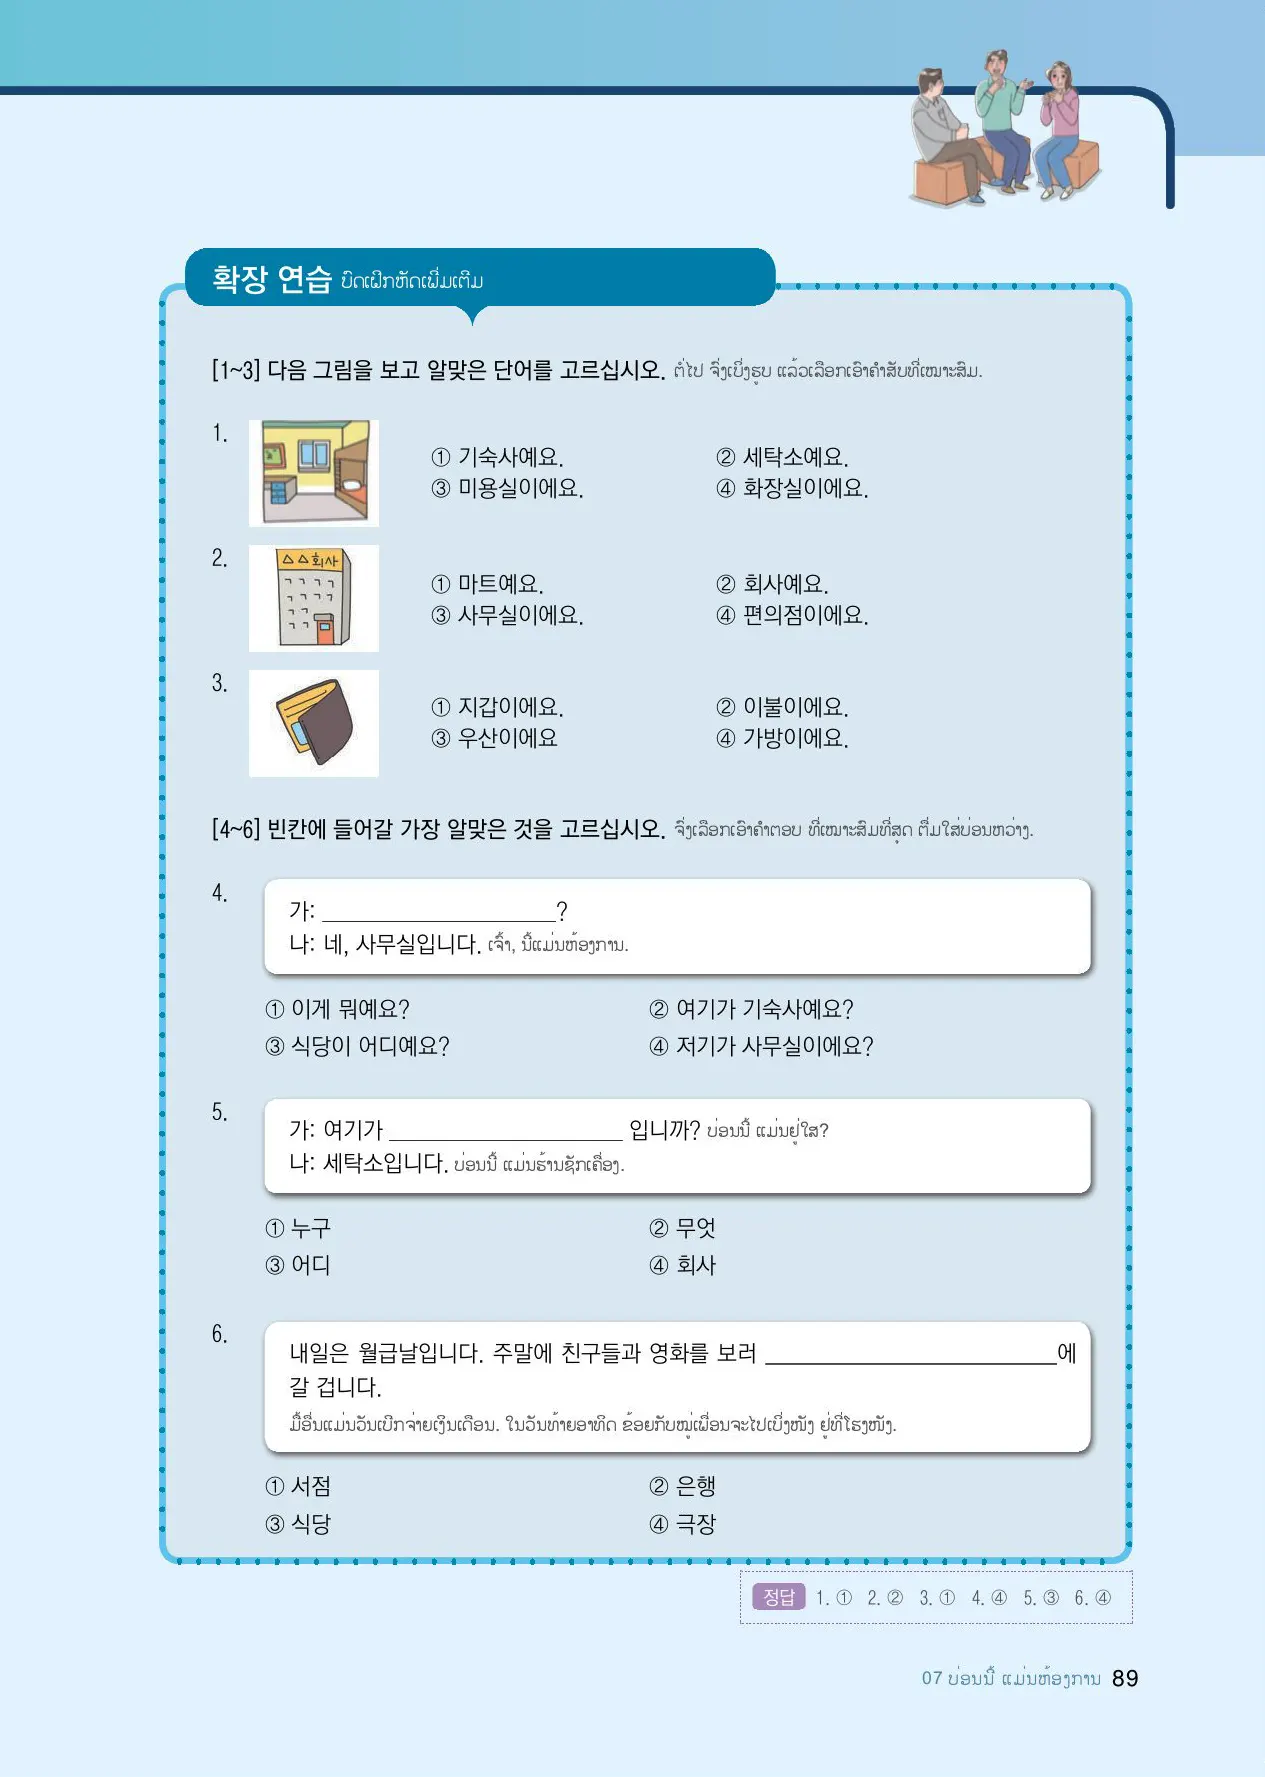 확장 연습 ບົດເຝິກຫັດເພີ່ມເຕີມ
[1~3] 다음 그림을 보고 알맞은 단어를 고르십시오. ຕໍ່ໄປ ຈົ່ງເບິ່ງຮູບ ແລ້ວເລືອກເອົາຄຳສັບທີ່ເໝາະສົມ.
1.
① 기숙사예요. ② 세탁소예요.
③ 미용실이에요. ④ 화장실이에요.
2.
△△회사
① 마트예요. ② 회사예요.
③ 사무실이에요. ④ 편의점이에요.
3.
① 지갑이에요. ② 이불이에요.
③ 우산이에요 ④ 가방이에요.
[4~6] 빈칸에 들어갈 가장 알맞은 것을 고르십시오. ຈົ່ງເລືອກເອົາຄຳຕອບ ທີ່ເໝາະສົມທີ່ສຸດ ຕື່ມໃສ່ບ່ອນຫວ່າງ.
4.
가: ____________________?
나: 네, 사무실입니다. ເຈົ້າ, ນີ້ແມ່ນຫ້ອງການ.
① 이게 뭐예요? ② 여기가 기숙사예요?
③ 식당이 어디예요? ④ 저기가 사무실이에요?
5.
가: 여기가 ____________________ 입니까? ບ່ອນນີ້ ແມ່ນຢູ່ໃສ?
나: 세탁소입니다. ບ່ອນນີ້ ແມ່ນຮ້ານຊັກເຄື່ອງ.
① 누구 ② 무엇
③ 어디 ④ 회사
6.
내일은 월급날입니다. 주말에 친구들과 영화를 보러 ____________________에
갈 겁니다.
ມື້ອື່ນແມ່ນວັນເບີກຈ່າຍເງິນເດືອນ. ໃນວັນທ້າຍອາທິດ ຂ້ອຍກັບໝູ່ເພື່ອນຈະໄປເບິ່ງໜັງ ຢູ່ທີ່ໂຮງໜັງ.
① 서점 ② 은행
③ 식당 ④ 극장
정답 1. ① 2. ② 3. ① 4. ④ 5. ③ 6. ④
07 ບ່ອນນີ້ ແມ່ນຫ້ອງການ 89